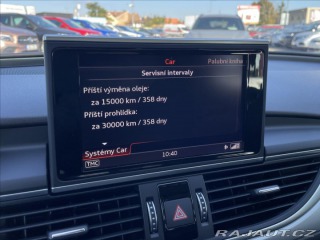 Car
Palubní kniha
Servisní intervaly
Příští výměna oleje:
za 15000 km / 358 dny
Příští prohlídka:
za 30000 km / 358 dny
Systémy Car
TMC
10:40
RAJAUT.CZ